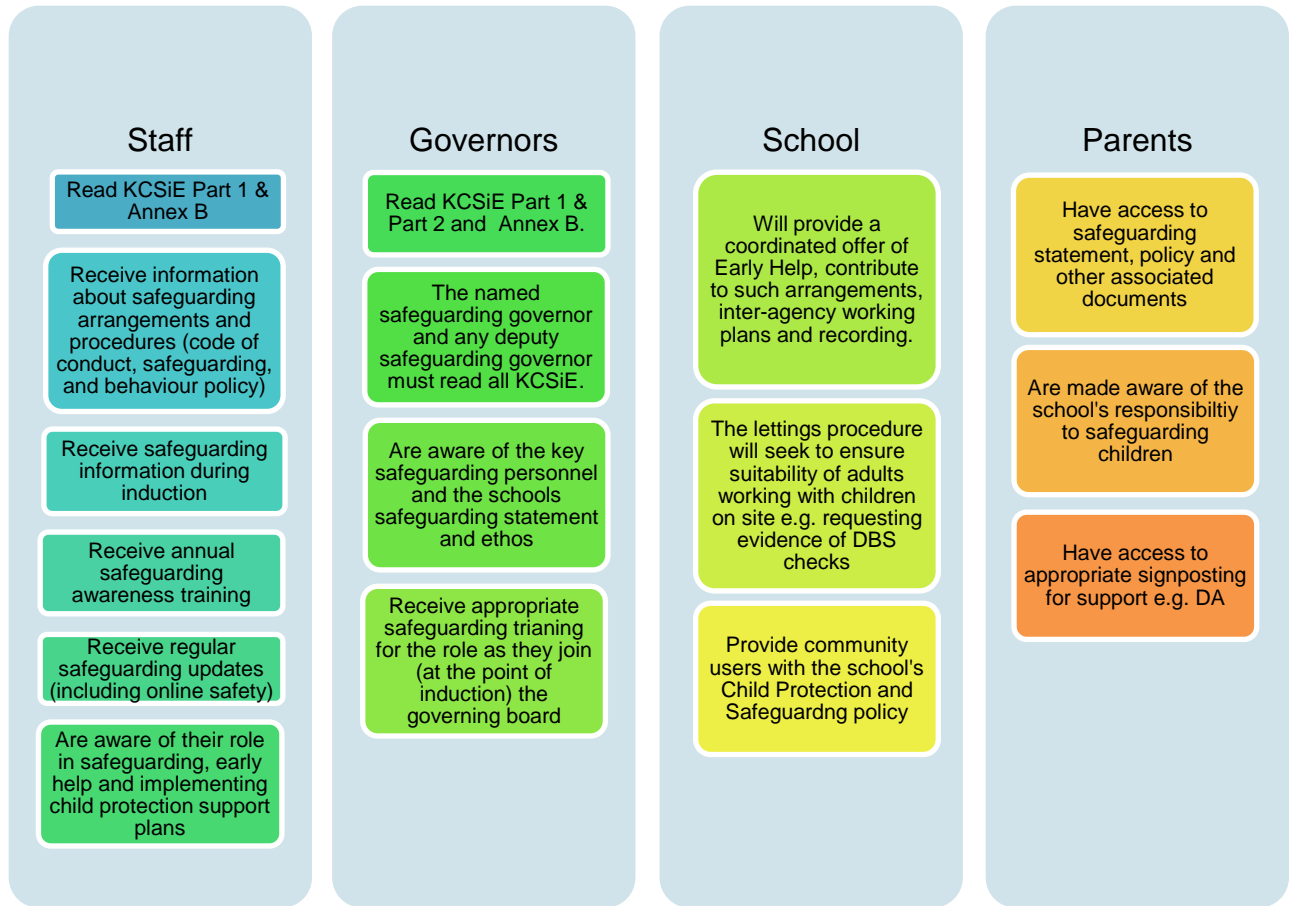 Staff
Read KCSiE Part 1 &
Annex B
Receive information
about safeguarding
arrangements and
procedures (code of
conduct, safeguarding,
and behaviour policy)
Receive safeguarding
information during
induction
Receive annual
safeguarding
awareness training
Receive regular
safeguarding updates
(including online safety)
Are aware of their role
in safeguarding, early
help and implementing
child protection support
plans
Governors
Read KCSiE Part 1 &
Part 2 and Annex B.
The named
safeguarding governor
and any deputy
safeguarding governor
must read all KCSiE.
Are aware of the key
safeguarding personnel
and the schools
safeguarding statement
and ethos
Receive appropriate
safeguarding trianing
for the role as they join
(at the point of
induction) the
governing board
School
Will provide a
coordinated offer of
Early Help, contribute
to such arrangements,
inter-agency working
plans and recording.
The lettings procedure
will seek to ensure
suitability of adults
working with children
on site e.g. requesting
evidence of DBS
checks
Provide community
users with the school's
Child Protection and
Safeguardng policy
Parents
Have access to
safeguarding
statement, policy and
other associated
documents
Are made aware of the
school's responsibiltiy
to safeguarding
children
Have access to
appropriate signposting
for support e.g. DA